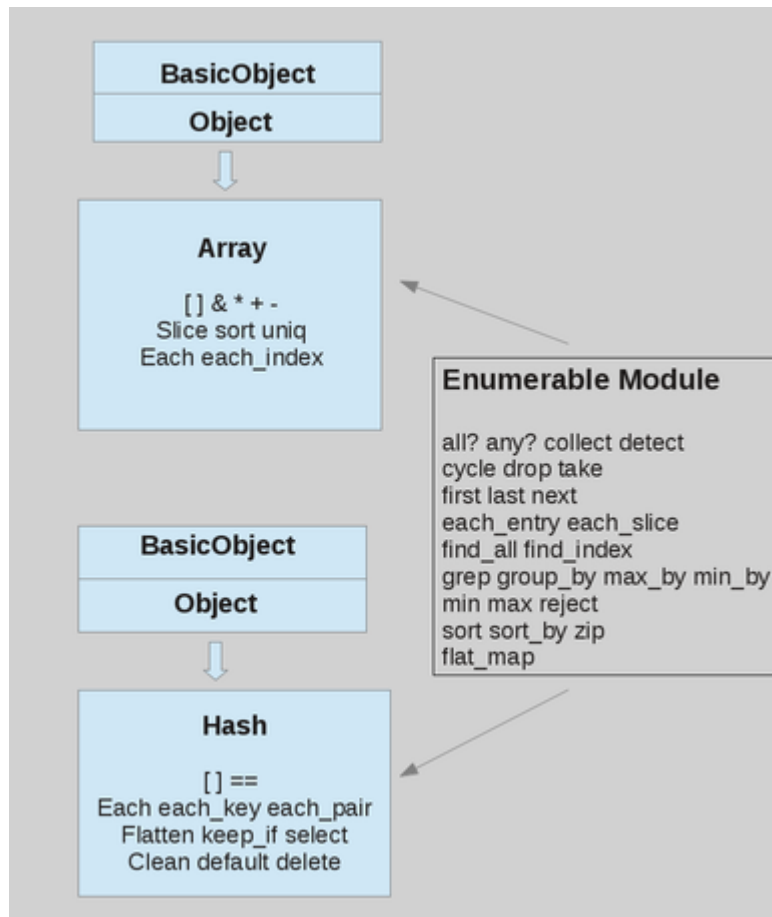 BasicObject
Object
Array
[ ] & * + -
Slice sort uniq
Each each_index
Enumerable Module
all? any? collect detect
cycle drop take
first last next
each_entry each_slice
find_all find_index
grep group_by max_by min_by
min max reject
sort sort_by zip
flat_map
BasicObject
Object
Hash
[ ] ==
Each each_key each_pair
Flatten keep_if select
Clean default delete